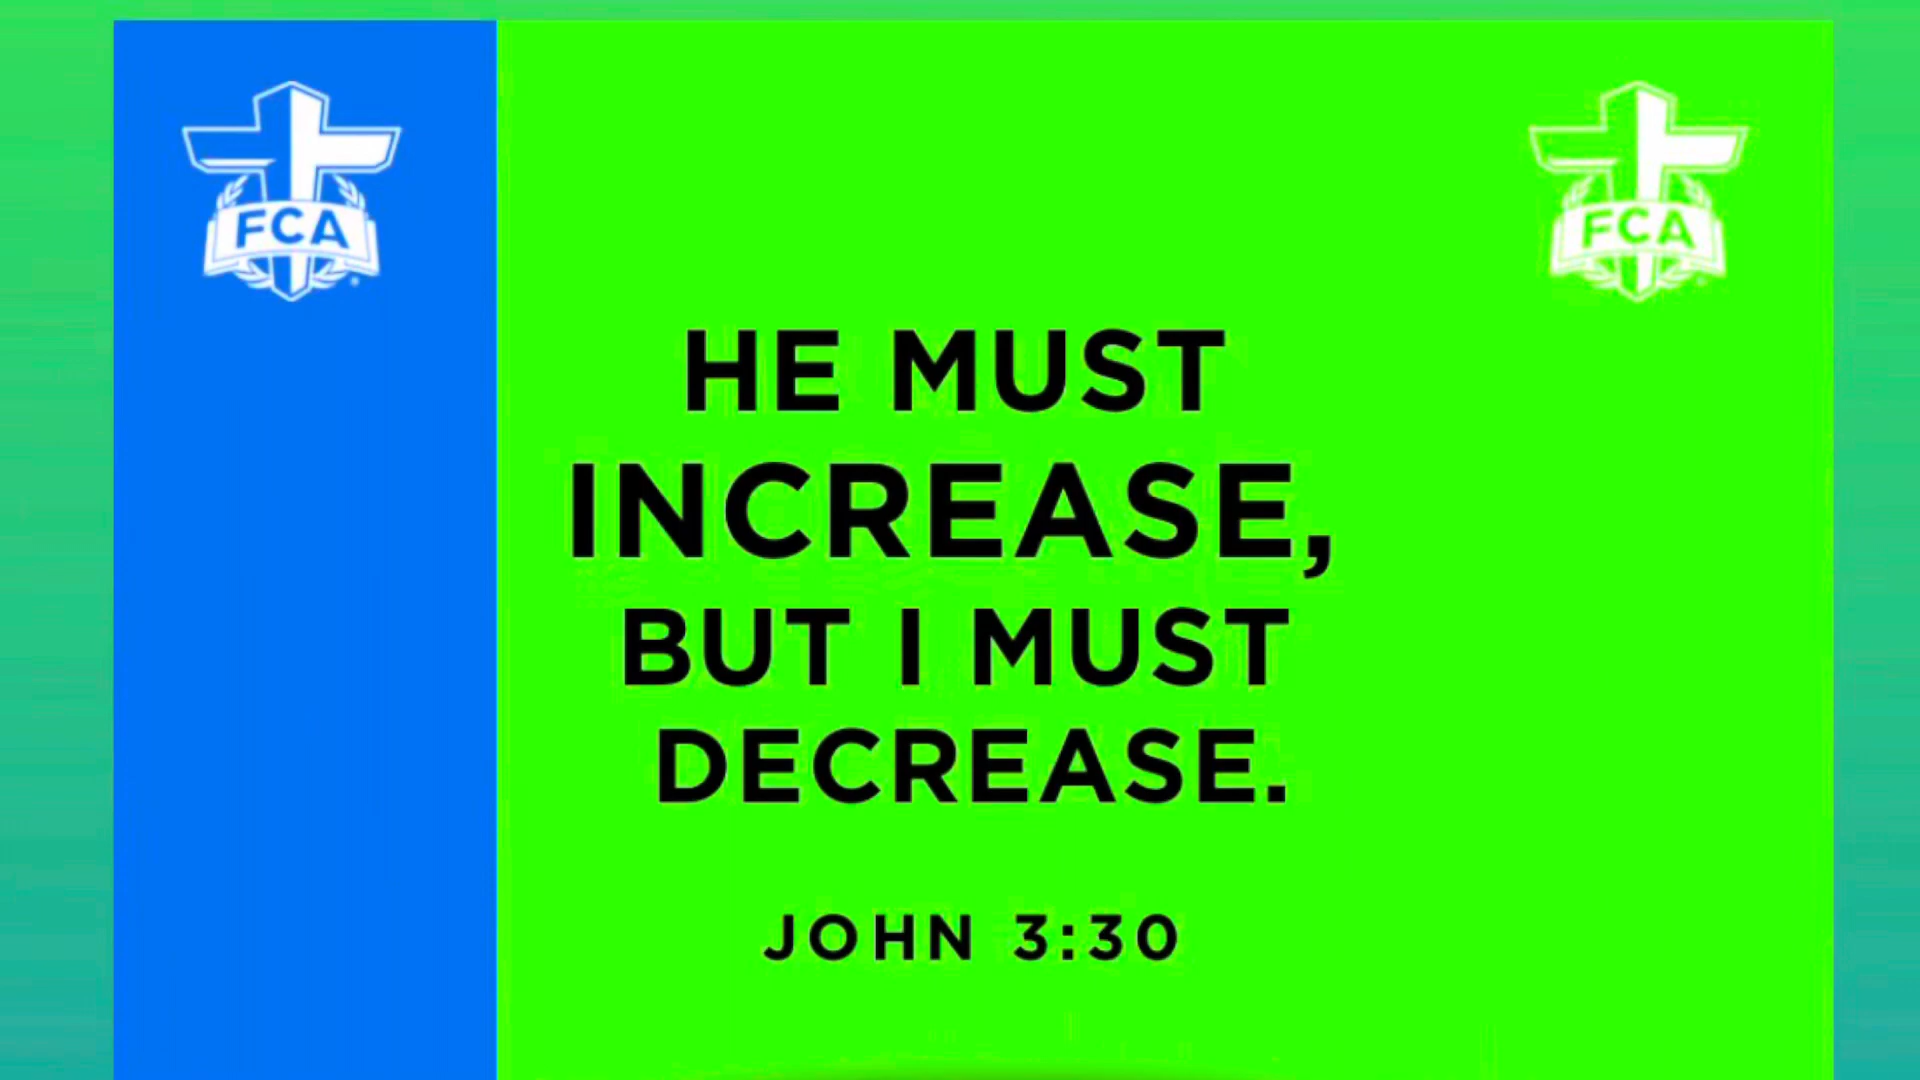 FCA
FCA
HE MUST
INCREASE,
BUT I MUST
DECREASE.
JOHN 3:30